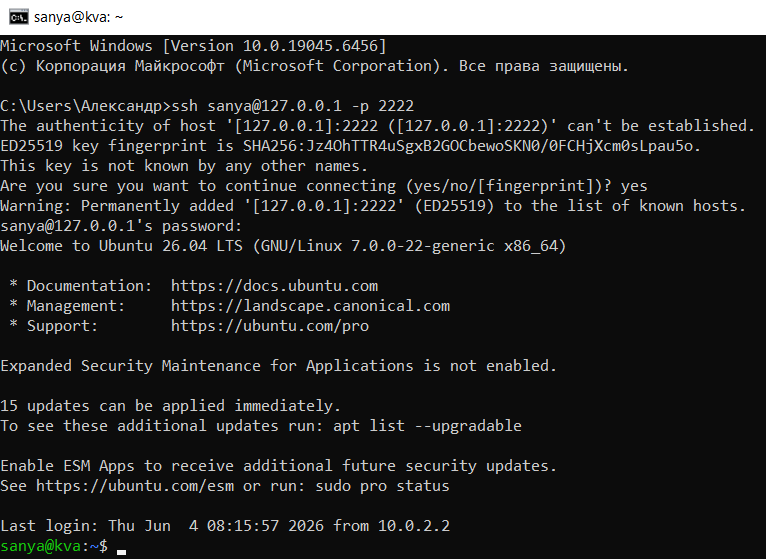 sanya@kva: ~
Microsoft Windows [Version 10.0.19045.6456]
(c) Корпорация Майкрософт (Microsoft Corporation). Все права защищены.
C:\Users\Александр>ssh sanya@127.0.0.1 -p 2222
The authenticity of host '[127.0.0.1]:2222 ([127.0.0.1]:2222)' can't be established.
ED25519 key fingerprint is SHA256:Jz4OhTTR4uSgxB2GOCbewoSKN0/0FCHjXcm0sLpau5o.
This key is not known by any other names.
Are you sure you want to continue connecting (yes/no/[fingerprint])? yes
Warning: Permanently added '[127.0.0.1]:2222' (ED25519) to the list of known hosts.
sanya@127.0.0.1's password:
Welcome to Ubuntu 26.04 LTS (GNU/Linux 7.0.0-22-generic x86_64)
* Documentation:  https://docs.ubuntu.com
* Management:     https://landscape.canonical.com
* Support:        https://ubuntu.com/pro
Expanded Security Maintenance for Applications is not enabled.
15 updates can be applied immediately.
To see these additional updates run: apt list --upgradable
Enable ESM Apps to receive additional future security updates.
See https://ubuntu.com/esm or run: sudo pro status
Last login: Thu Jun  4 08:15:57 2026 from 10.0.2.2
sanya@kva:~$